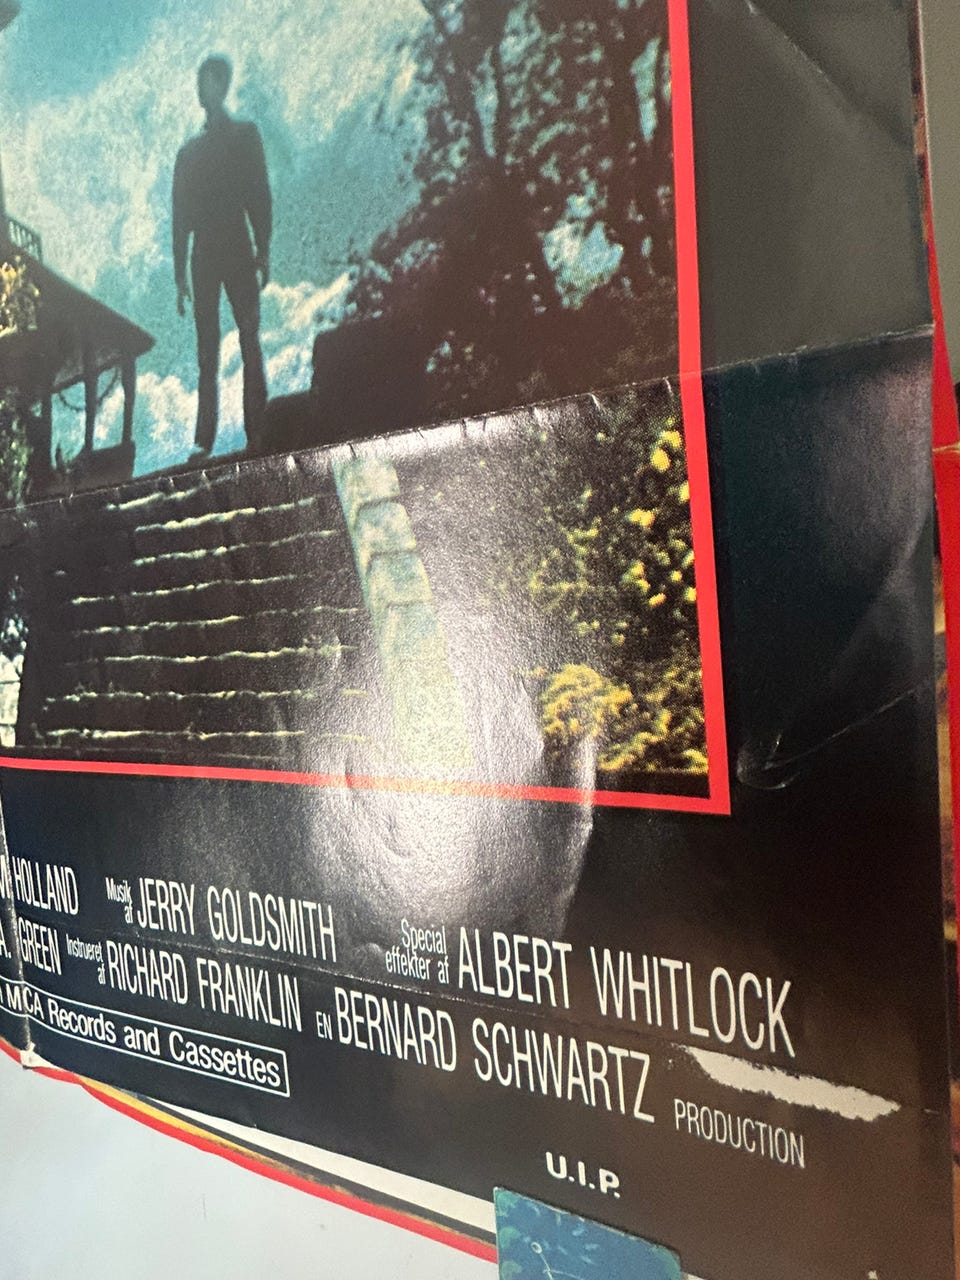 HOLLAND Musik af JERRY GOLDSMITH Special effekter af ALBERT WHITLOCK
A. GREEN Instrueret af RICHARD FRANKLIN EN BERNARD SCHWARTZ PRODUCTION
MCA Records and Cassettes
U.I.P.